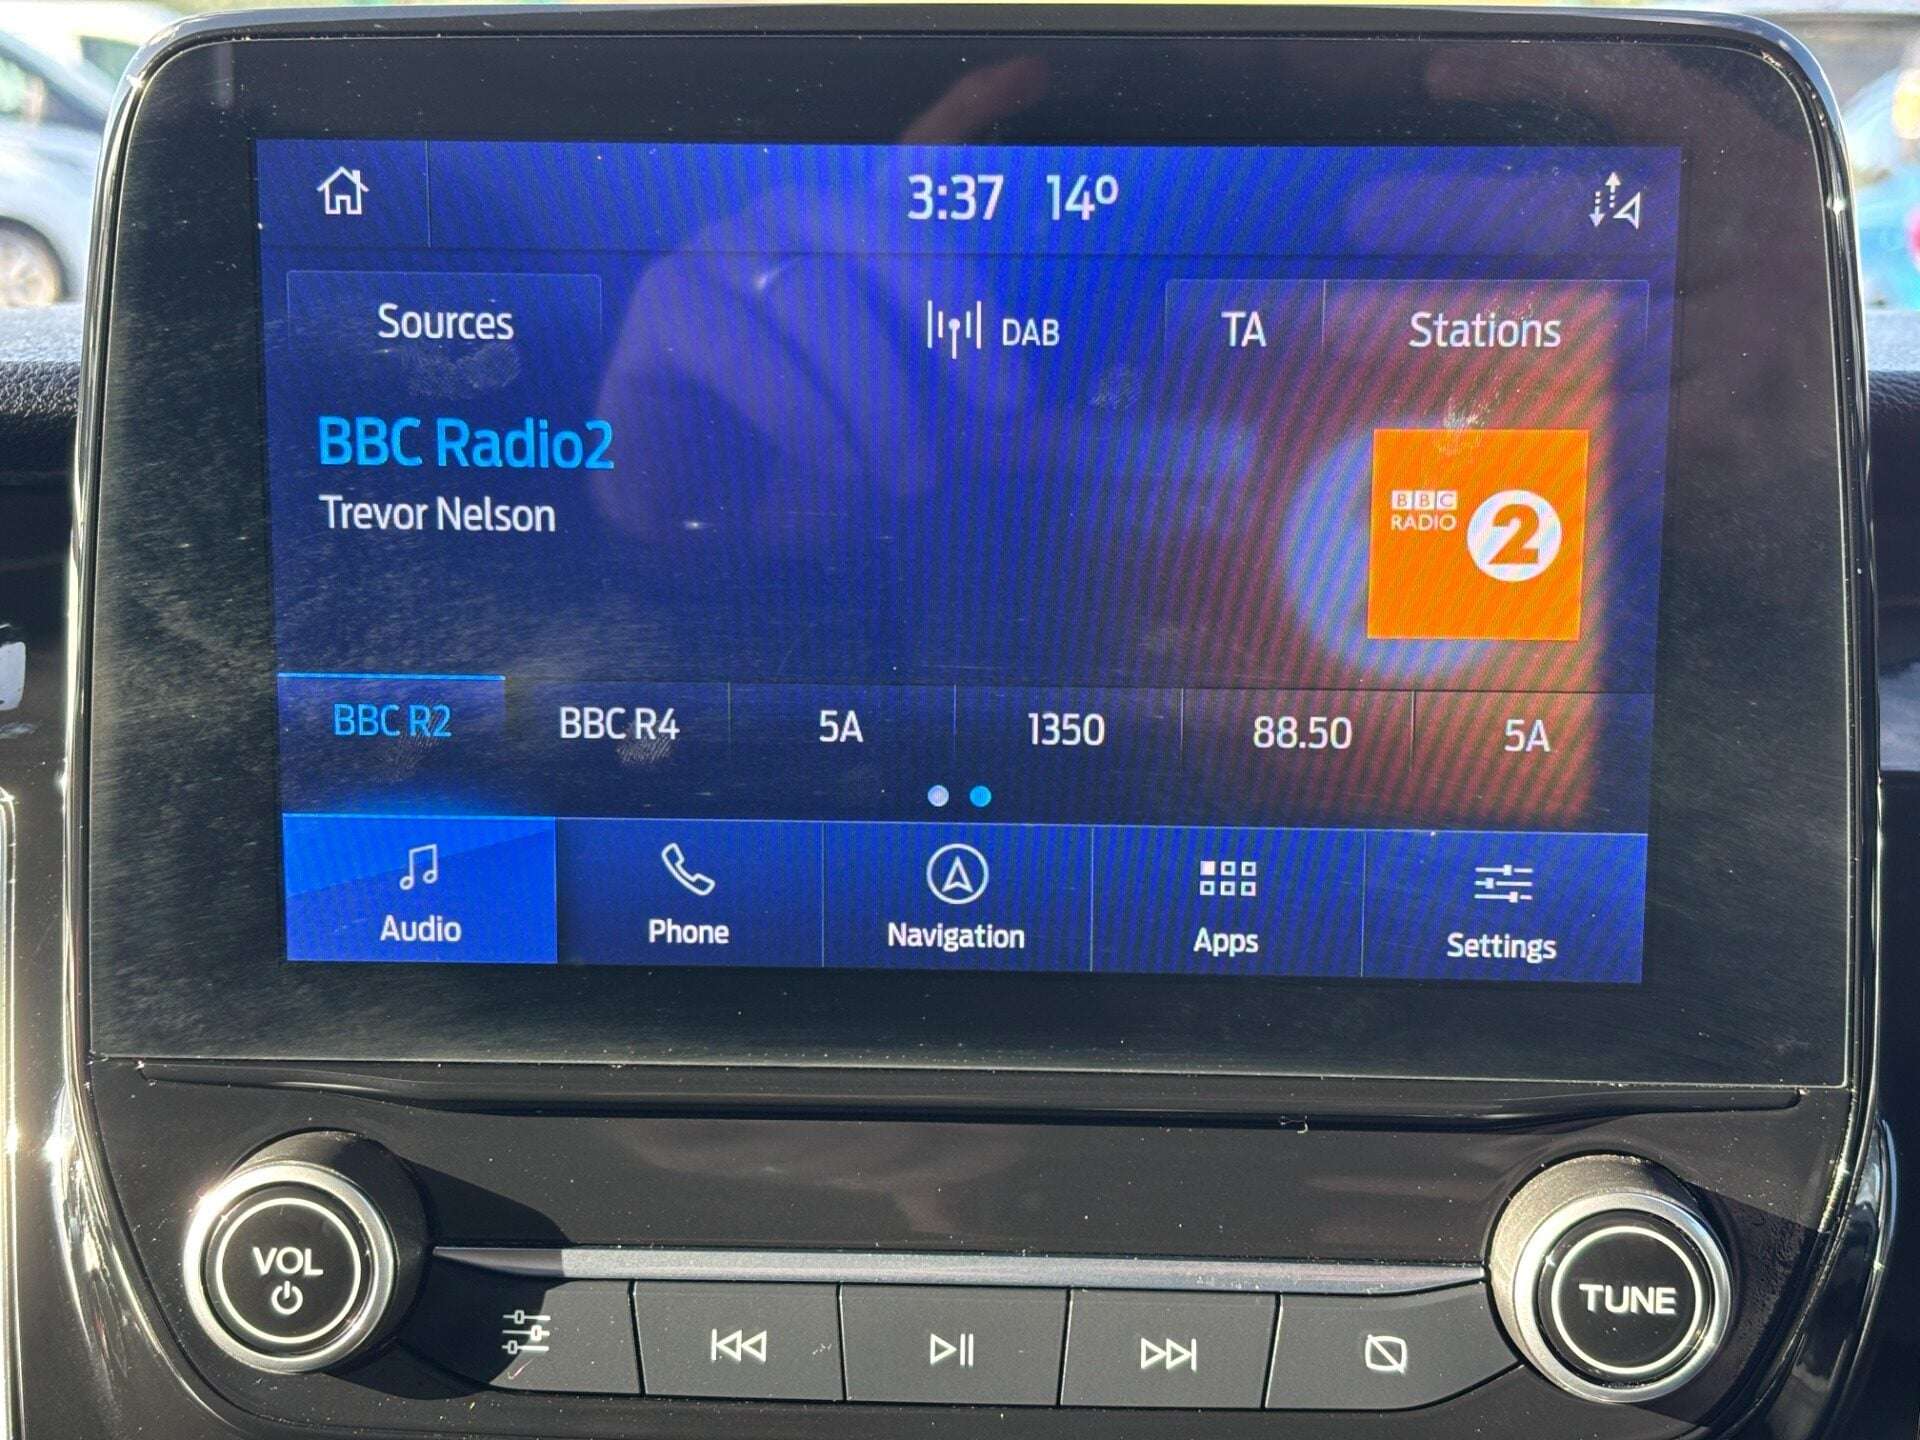 3:37 14º
Sources
DAB
TA
Stations
BBC Radio2
Trevor Nelson
BBC
RADIO
2
BBC R2
BBC R4
5A
1350
88.50
5A
Audio
Phone
Navigation
Apps
Settings
VOL
TUNE